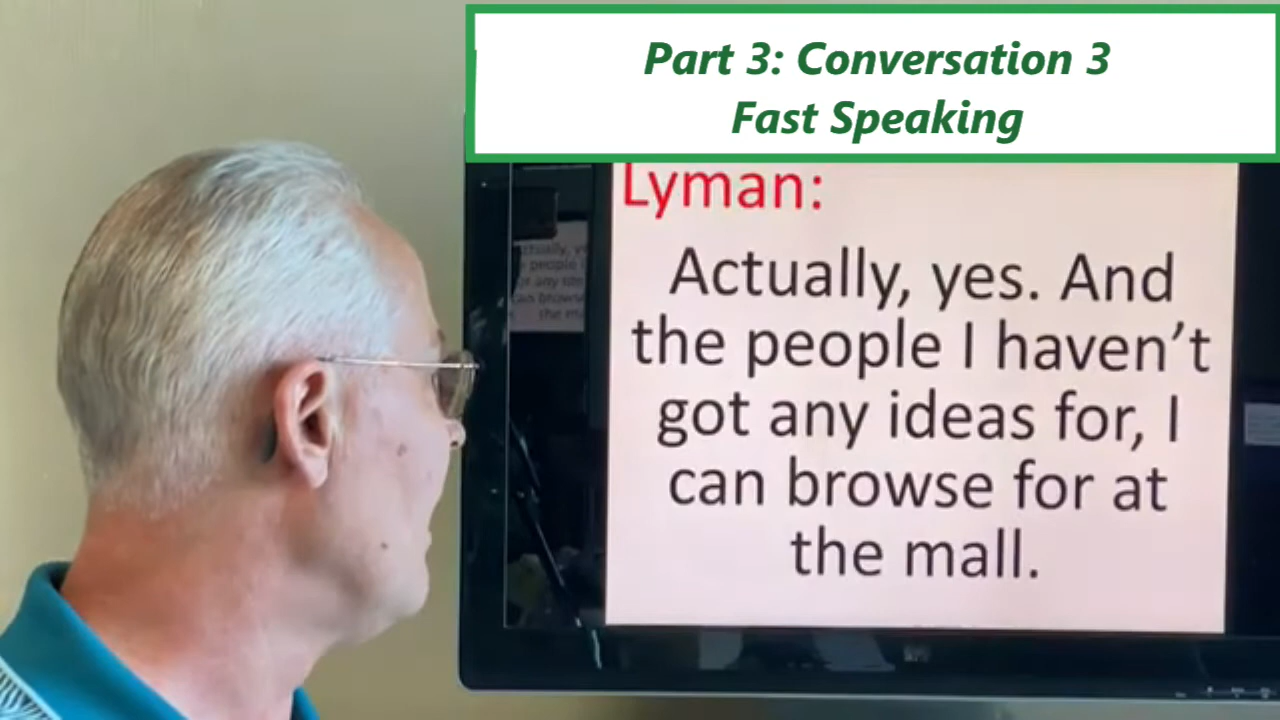 Part 3: Conversation 3
Fast Speaking
Lyman:
Actually, yes. And
the people I haven’t
got any ideas for, I
can browse for at
the mall.